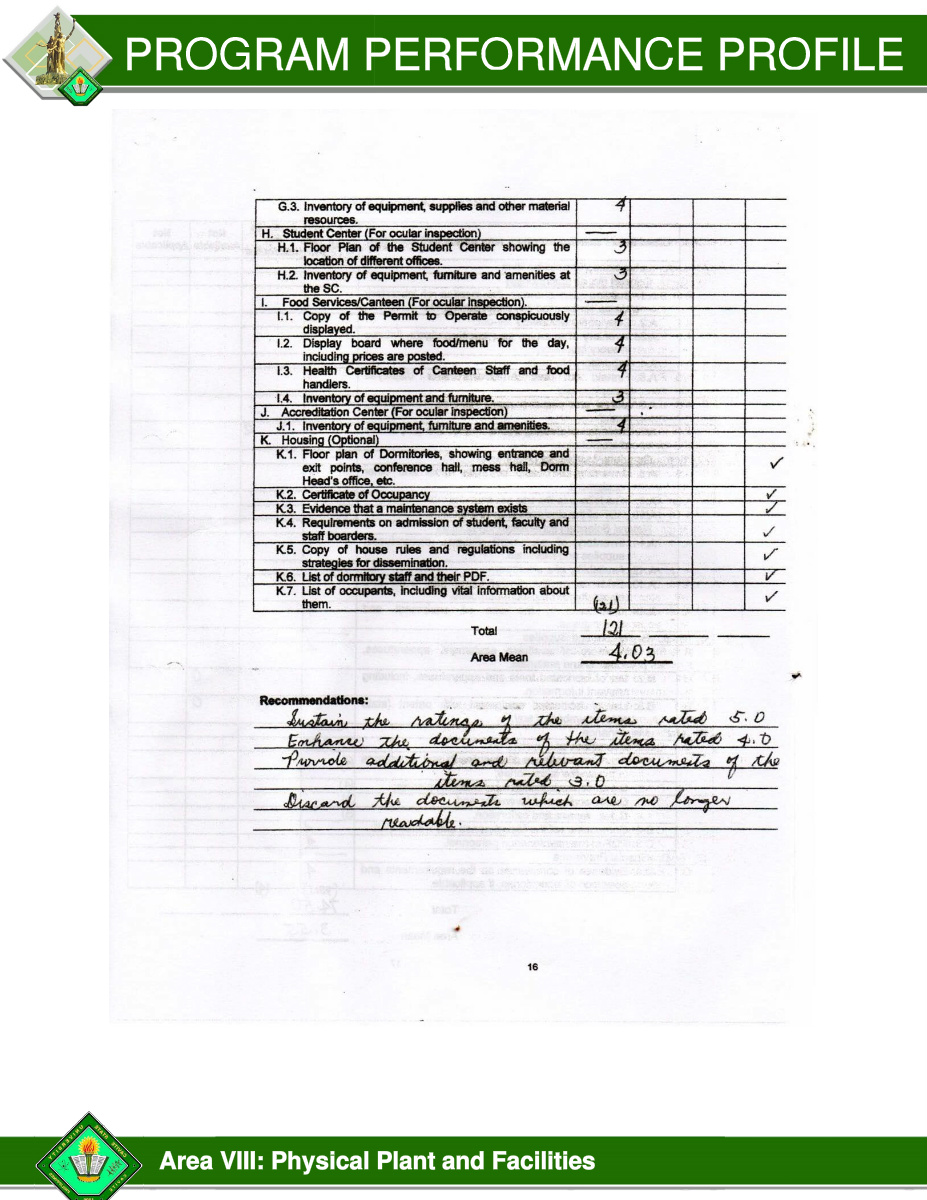 PROGRAM PERFORMANCE PROFILE
G.3. Inventory of equipment, supplies and other material 4
resources.
H. Student Center (For ocular inspection) —
H.1. Floor Plan of the Student Center showing the 3
location of different offices.
H.2. Inventory of equipment, furniture and amenities at 3
the SC.
I. Food Services/Canteen (For ocular inspection). —
I.1. Copy of the Permit to Operate conspicuously 4
displayed.
I.2. Display board where food/menu for the day, 4
including prices are posted.
I.3. Health Certificates of Canteen Staff and food 4
handlers.
I.4. Inventory of equipment and furniture. 3
J. Accreditation Center (For ocular inspection) —
J.1. Inventory of equipment, furniture and amenities. 4
K. Housing (Optional) —
K.1. Floor plan of Dormitories, showing entrance and
exit points, conference hall, mess hall, Dorm ✓
Head's office, etc.
K.2. Certificate of Occupancy ✓
K.3. Evidence that a maintenance system exists ✓
K.4. Requirements on admission of student, faculty and
staff boarders. ✓
K.5. Copy of house rules and regulations including ✓
strategies for dissemination.
K.6. List of dormitory staff and their PDF. ✓
K.7. List of occupants, including vital information about ✓
them. (121)
Total 121
Area Mean 4.03
Recommendations:
Sustain the ratings of the items rated 5.0
Enhance the documents of the items rated 4.0
Provide additional and relevant documents of the
items rated 3.0
Discard the documents which are no longer
readable.
16
Area VIII: Physical Plant and Facilities